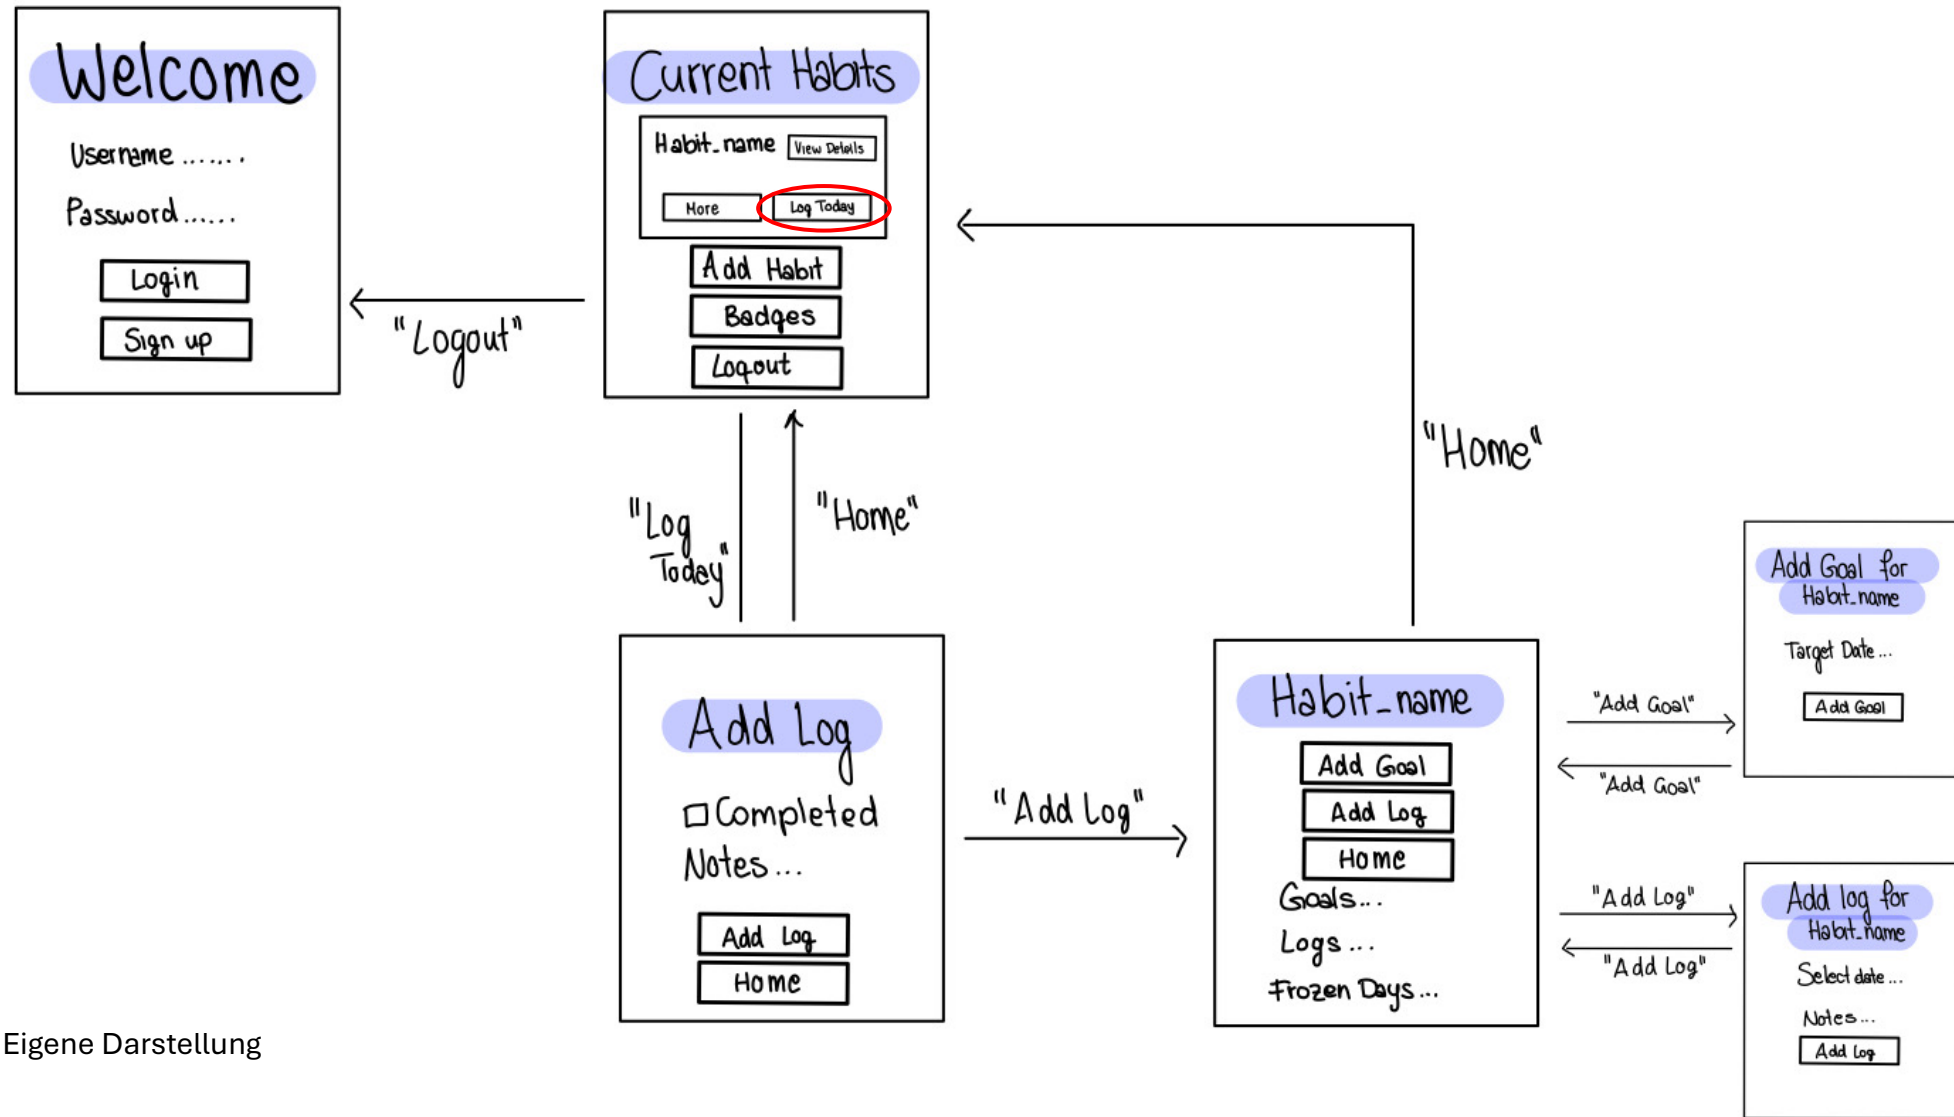 Welcome
Username .......
Password ......
Login
Sign up
"Logout"
Current Habits
Habit_name
View Details
More
Log Today
Add Habit
Badges
Logout
"Log
Today"
"Home"
"Home"
Add Log
Completed
Notes ...
Add Log
Home
"Add Log"
Habit_name
Add Goal
Add Log
Home
Goals...
Logs ...
Frozen Days ...
"Add Goal"
"Add Goal"
"Add Log"
"Add Log"
Add Goal for
Habit_name
Target Date ...
Add Goal
Add log for
Habit_name
Select date ...
Notes ...
Add Log
Eigene Darstellung